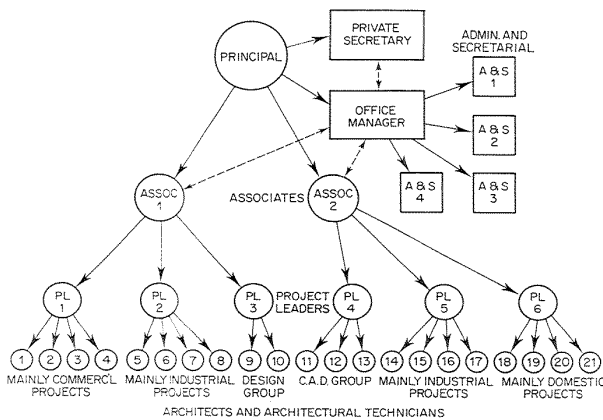 PRINCIPAL
PRIVATE
SECRETARY
ADMIN. AND
SECRETARIAL
A & S
1
OFFICE
MANAGER
A & S
2
A & S
3
A & S
4
ASSOC
1
ASSOCIATES
ASSOC
2
PL
1
PL
2
PL
3
PROJECT
LEADERS
PL
4
PL
5
PL
6
1 2 3 4 5 6 7 8 9 10 11 12 13 14 15 16 17 18 19 20 21
MAINLY COMMERC'L
PROJECTS
MAINLY INDUSTRIAL
PROJECTS
DESIGN
GROUP
C.A.D. GROUP
MAINLY INDUSTRIAL
PROJECTS
MAINLY DOMESTIC
PROJECTS
ARCHITECTS AND ARCHITECTURAL TECHNICIANS